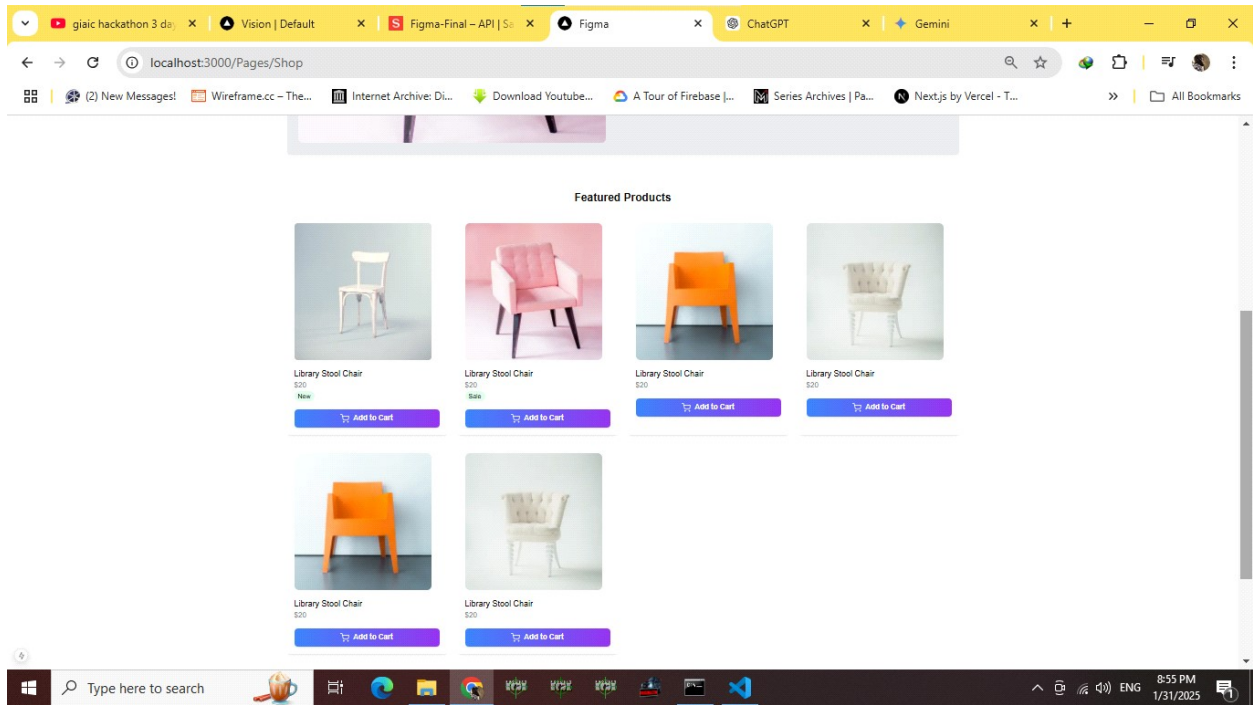 giaic hackathon 3 da
Vision | Default
Figma-Final – API | Sa
Figma
ChatGPT
Gemini
localhost:3000/Pages/Shop
(2) New Messages!
Wireframe.cc – The...
Internet Archive: Di...
Download Youtube...
A Tour of Firebase |...
Series Archives | Pa...
Next.js by Vercel - T...
All Bookmarks
Featured Products
Library Stool Chair
$20
New
Add to Cart
Library Stool Chair
$20
Sale
Add to Cart
Library Stool Chair
$20
Add to Cart
Library Stool Chair
$20
Add to Cart
Library Stool Chair
$20
Add to Cart
Library Stool Chair
$20
Add to Cart
Type here to search
ENG
8:55 PM
1/31/2025